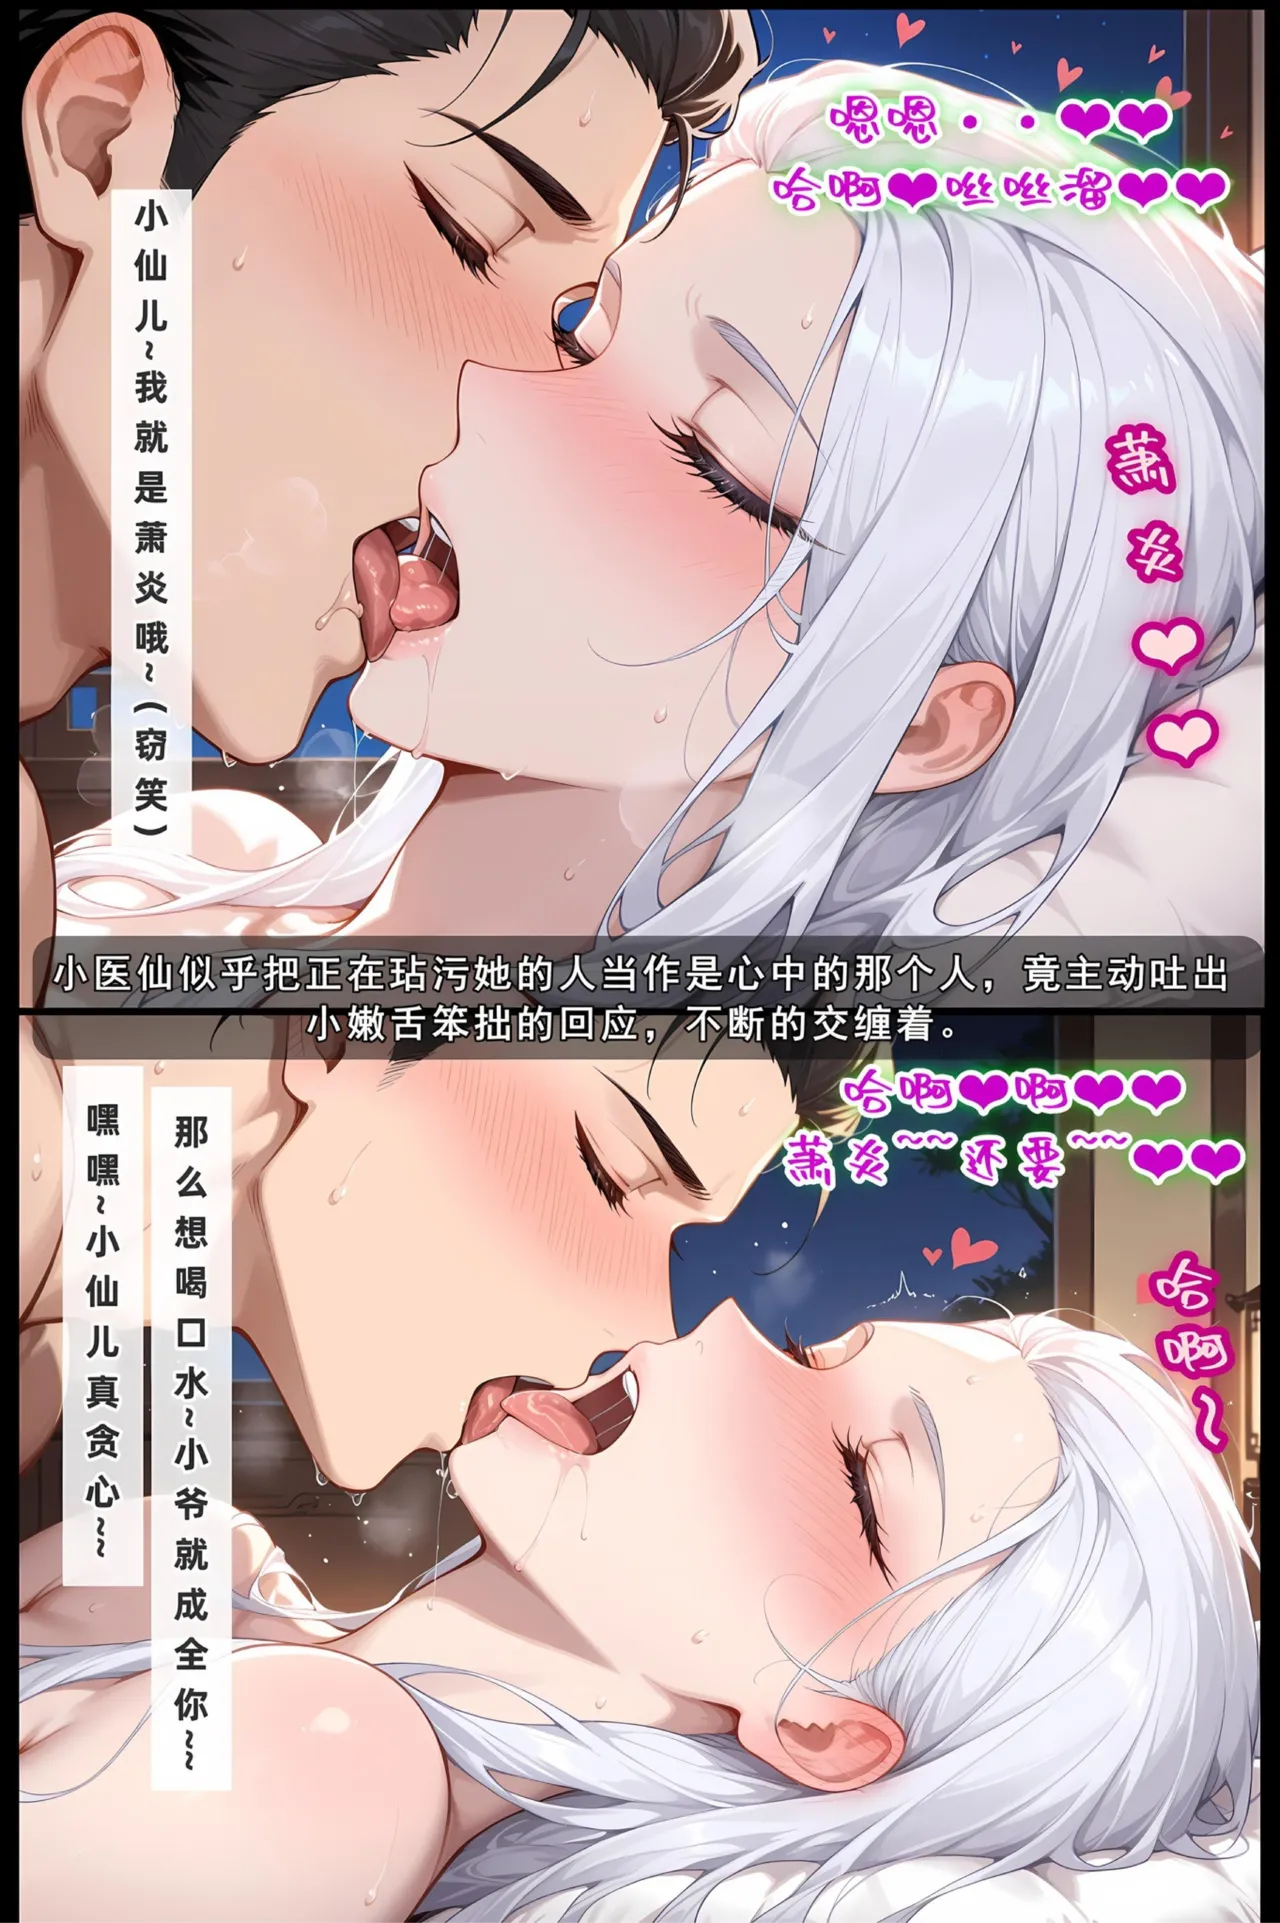 嗯嗯··❤❤
哈啊❤咝咝溜❤❤
小仙儿~我就是萧炎哦~(窃笑)
萧炎❤❤
小医仙似乎把正在玷污她的人当作是心中的那个人，竟主动吐出
小嫩舌笨拙的回应，不断的交缠着。
哈啊❤啊❤❤
萧炎~~还要~~❤❤
哈啊~
嘿嘿~小仙儿真贪心~~
那么想喝口水~小爷就成全你~~